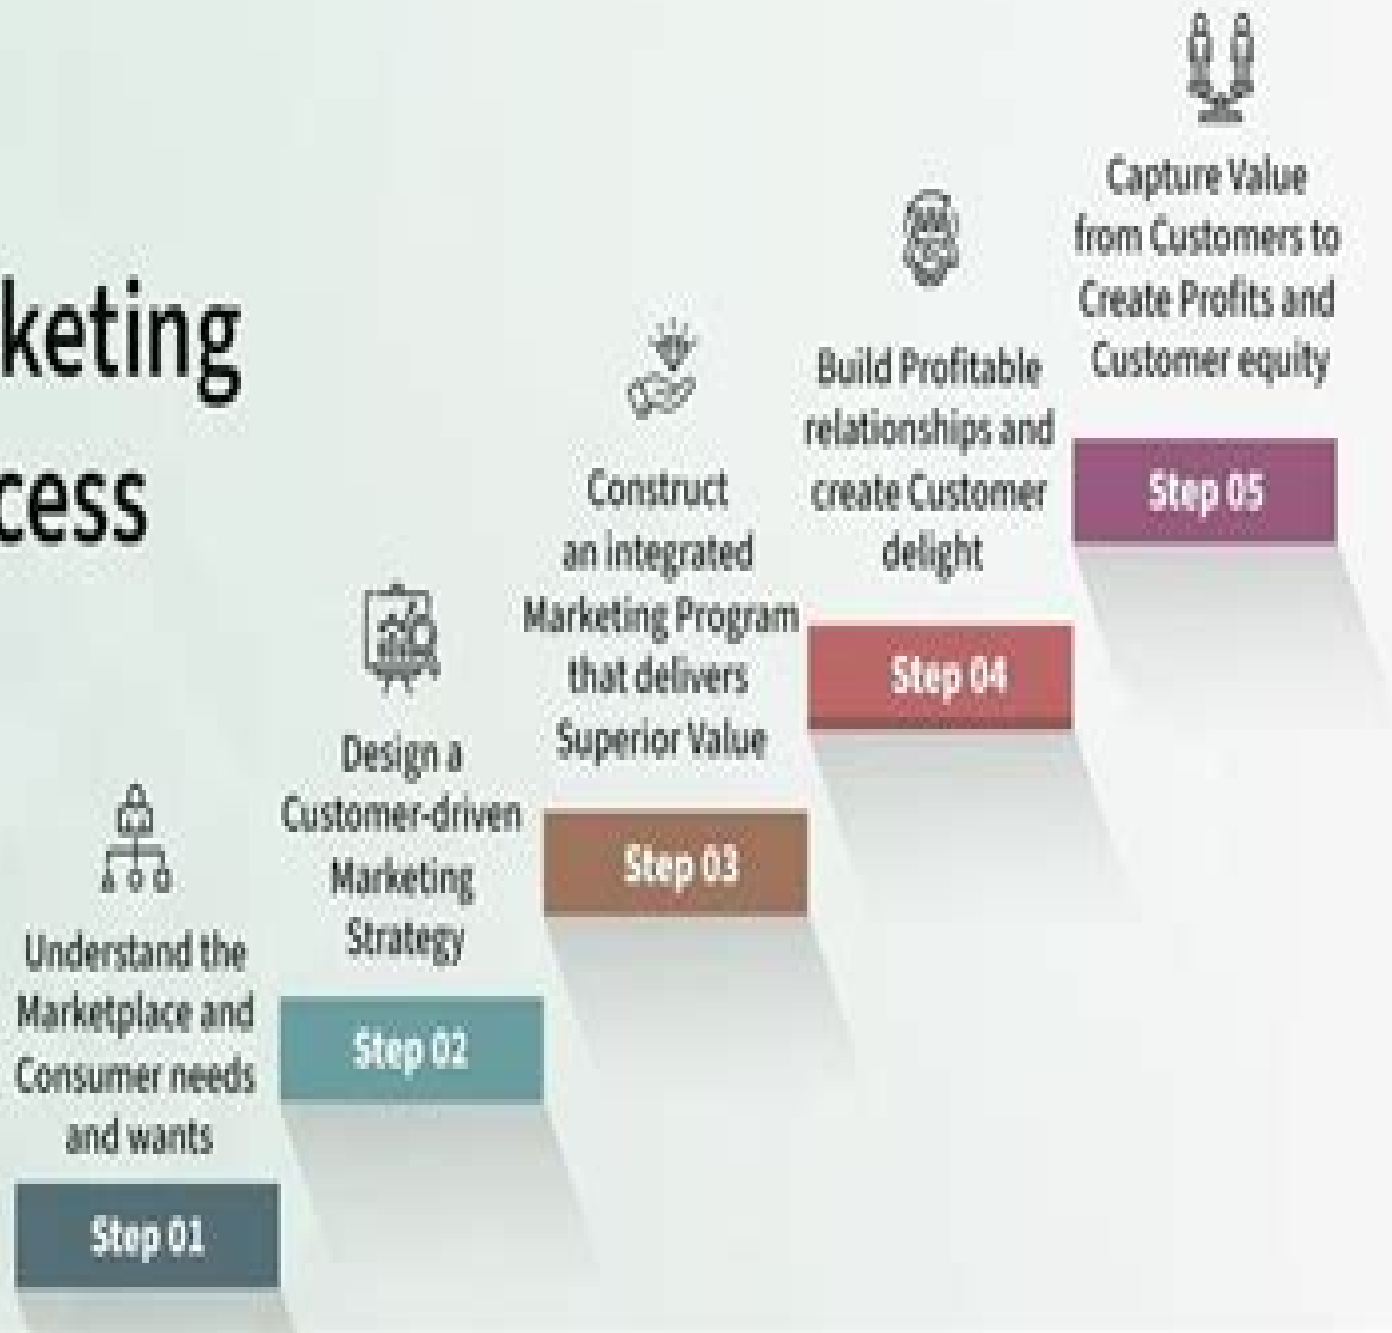 keting
cess
Understand the
Marketplace and
Consumer needs
and wants
Step 01
Design a
Customer-driven
Marketing
Strategy
Step 02
Construct
an integrated
Marketing Program
that delivers
Superior Value
Step 03
Build Profitable
relationships and
create Customer
delight
Step 04
Capture Value
from Customers to
Create Profits and
Customer equity
Step 05